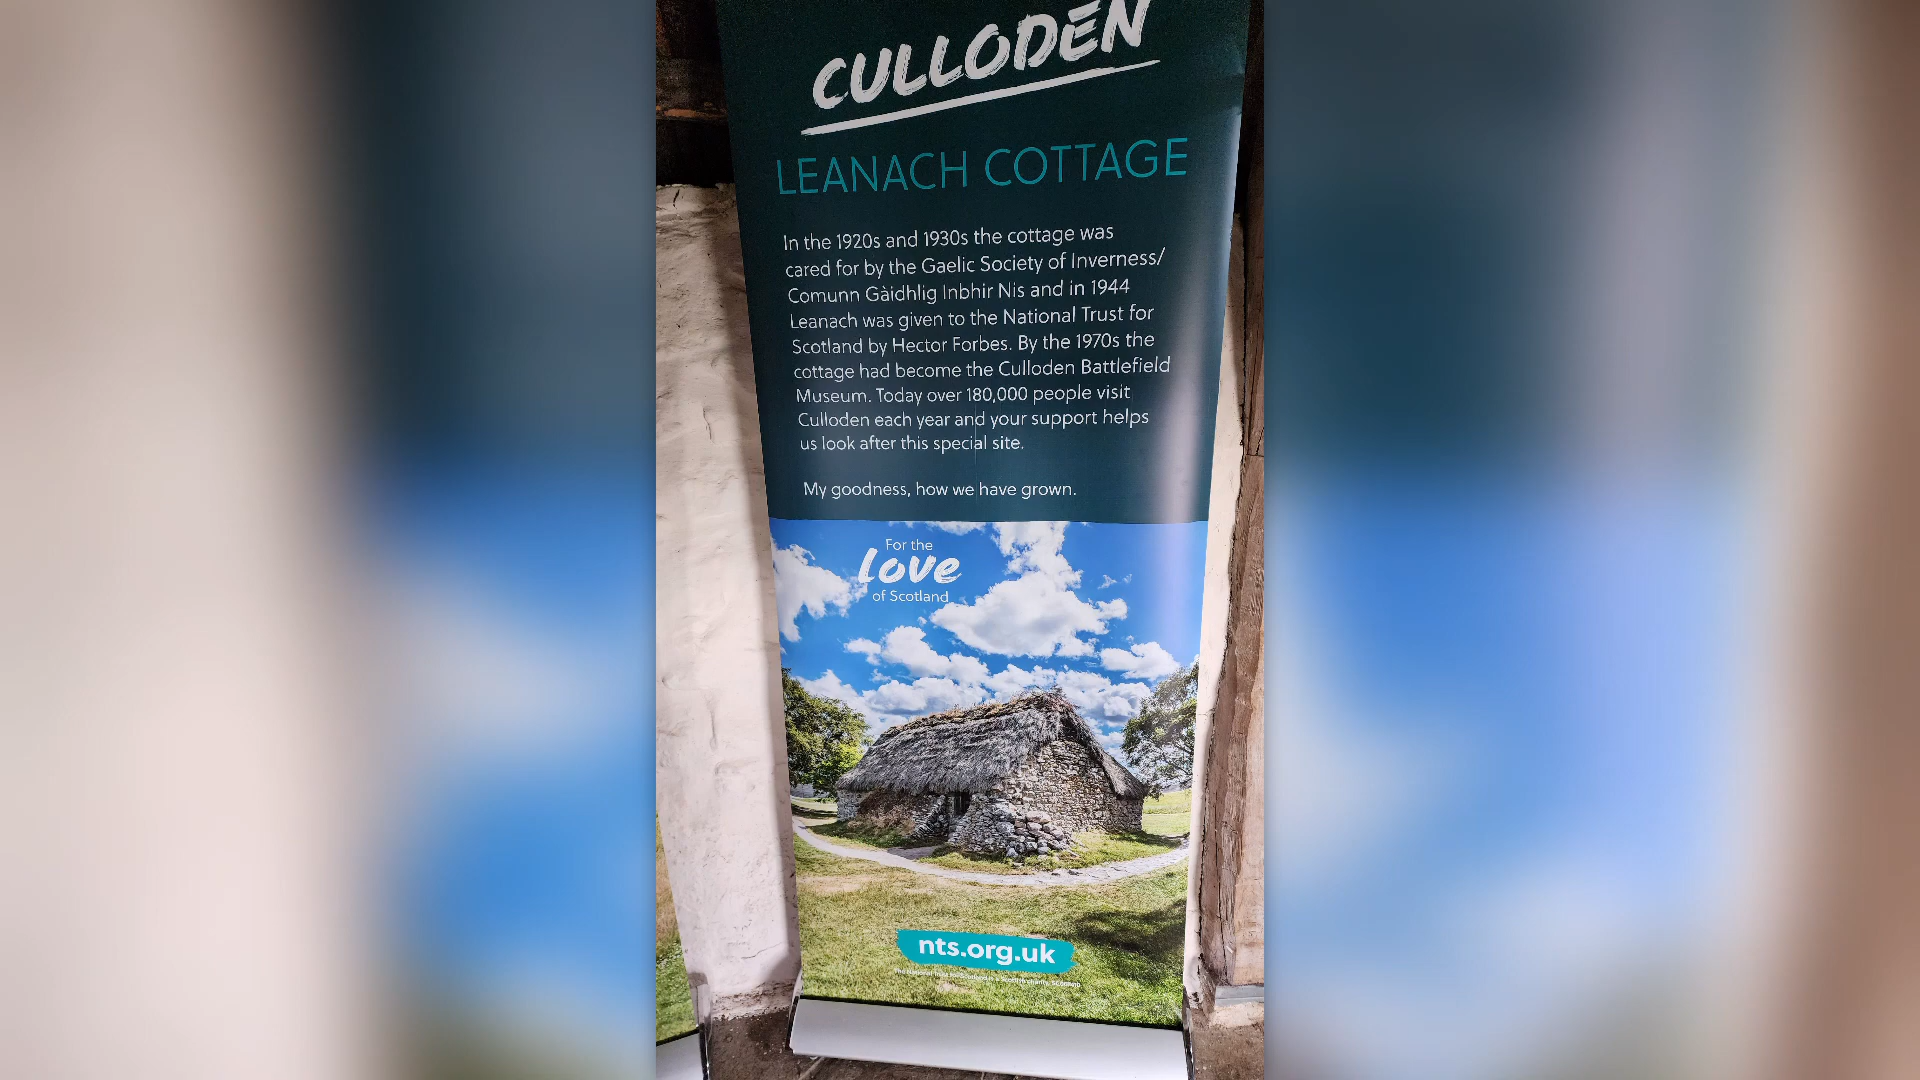 CULLODEN
LEANACH COTTAGE
In the 1920s and 1930s the cottage was
cared for by the Gaelic Society of Inverness/
Comunn Gàidhlig Inbhir Nis and in 1944
Leanach was given to the National Trust for
Scotland by Hector Forbes. By the 1970s the
cottage had become the Culloden Battlefield
Museum. Today over 180,000 people visit
Culloden each year and your support helps
us look after this special site.
My goodness, how we have grown.
For the
Love
of Scotland
nts.org.uk